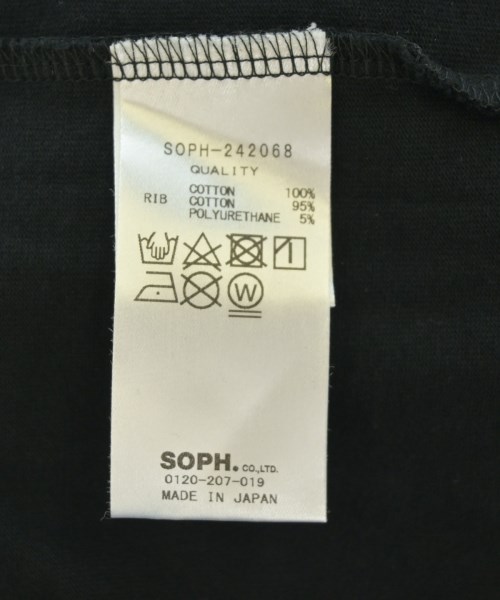 SOPH-242068
QUALITY
COTTON 100%
RIB COTTON 95%
POLYURETHANE 5%
W
SOPH. CO.,LTD.
0120-207-019
MADE IN JAPAN